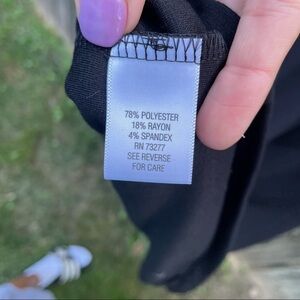 78% POLYESTER
18% RAYON
4% SPANDEX
RN 73277
SEE REVERSE
FOR CARE